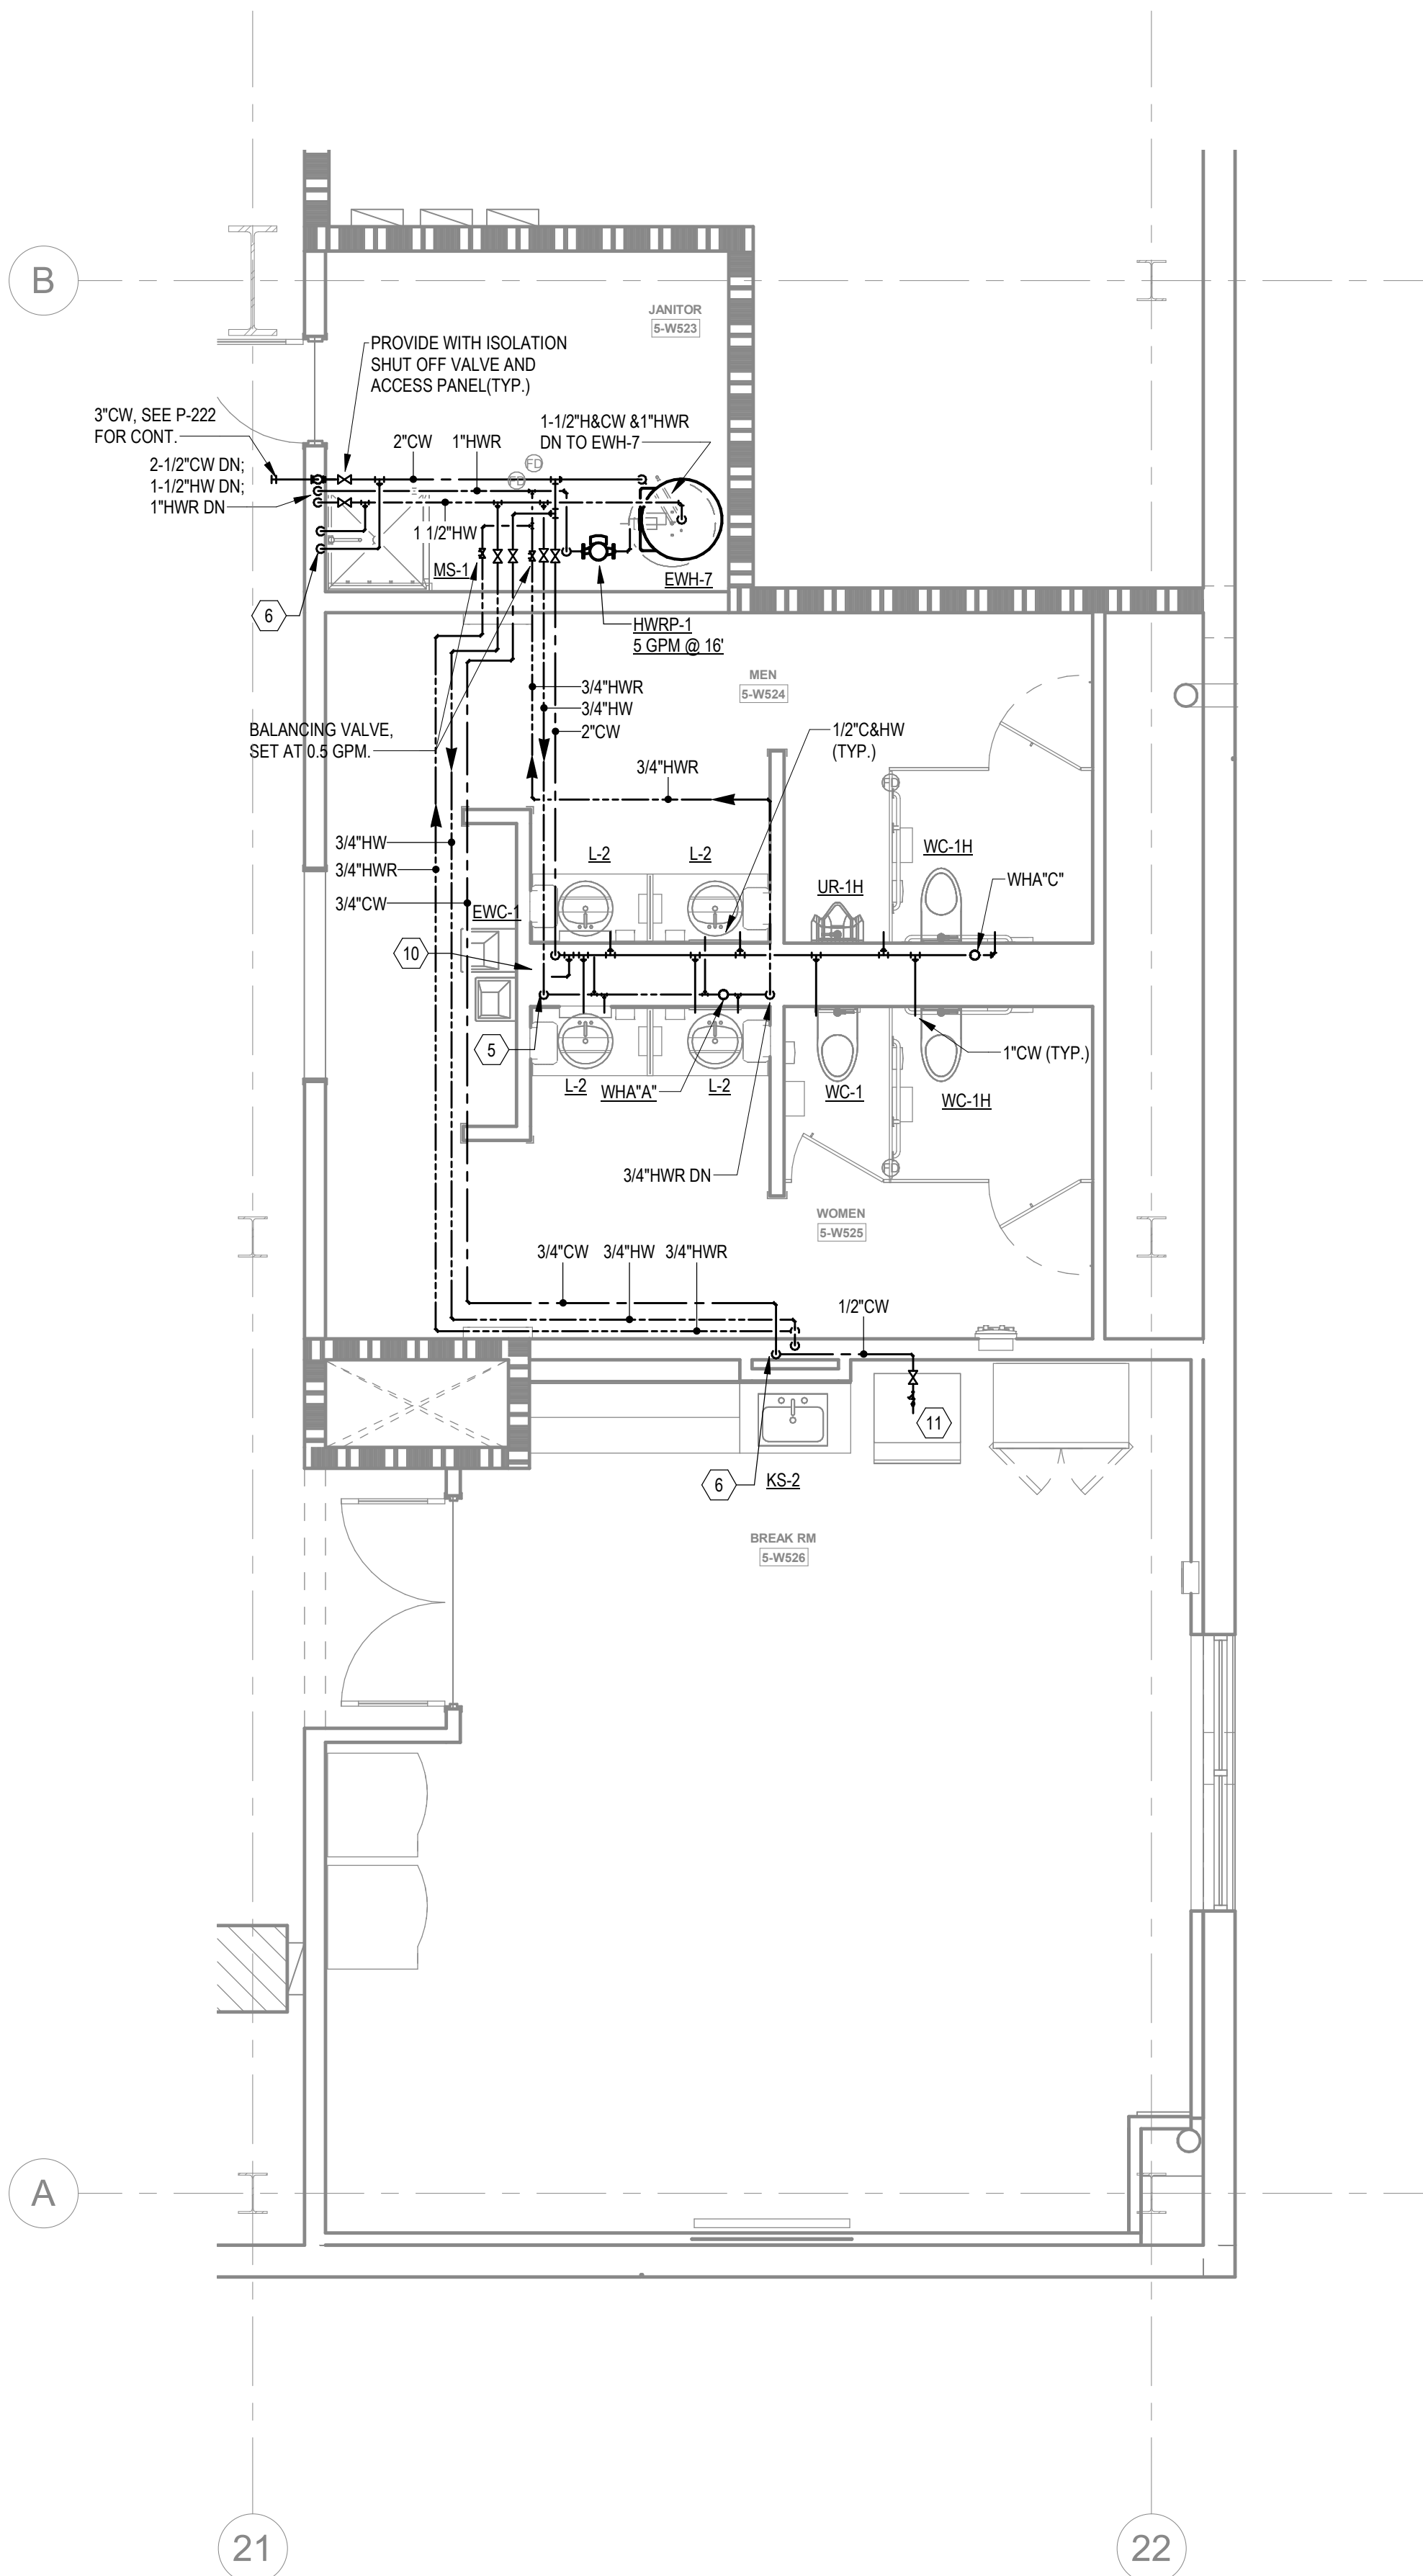 B
JANITOR
5-W523
PROVIDE WITH ISOLATION
SHUT OFF VALVE AND
ACCESS PANEL(TYP.)
3"CW, SEE P-222
FOR CONT.
2-1/2"CW DN;
1-1/2"HW DN;
1"HWR DN
2"CW
1"HWR
1-1/2"H&CW &1"HWR
DN TO EWH-7
FD
FD
1 1/2"HW
MS-1
EWH-7
6
HWRP-1
5 GPM @ 16'
MEN
5-W524
3/4"HWR
3/4"HW
2"CW
BALANCING VALVE,
SET AT 0.5 GPM.
1/2"C&HW
(TYP.)
3/4"HWR
FD
3/4"HW
3/4"HWR
3/4"CW
L-2
L-2
WC-1H
UR-1H
WHA"C"
EWC-1
10
5
1"CW (TYP.)
L-2
WHA"A"
L-2
WC-1
WC-1H
3/4"HWR DN
FD
WOMEN
5-W525
3/4"CW
3/4"HW
3/4"HWR
1/2"CW
11
6
KS-2
BREAK RM
5-W526
A
21
22